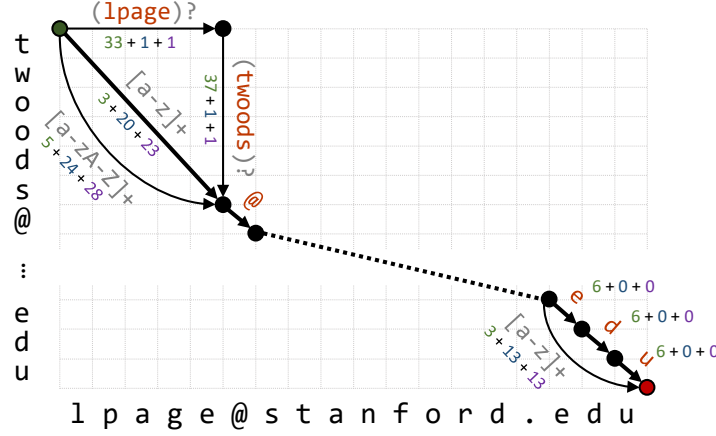 (lpage)?
33 + 1 + 1
(twoods)?
37 + 1 + 1
[a-z]+
3 + 20 + 23
[a-zA-Z]+
5 + 24 + 28
@
t
w
o
o
d
s
@
⋮
e
d
u
e 6 + 0 + 0
d 6 + 0 + 0
u 6 + 0 + 0
[a-z]+
3 + 13 + 13
l p a g e @ s t a n f o r d . e d u